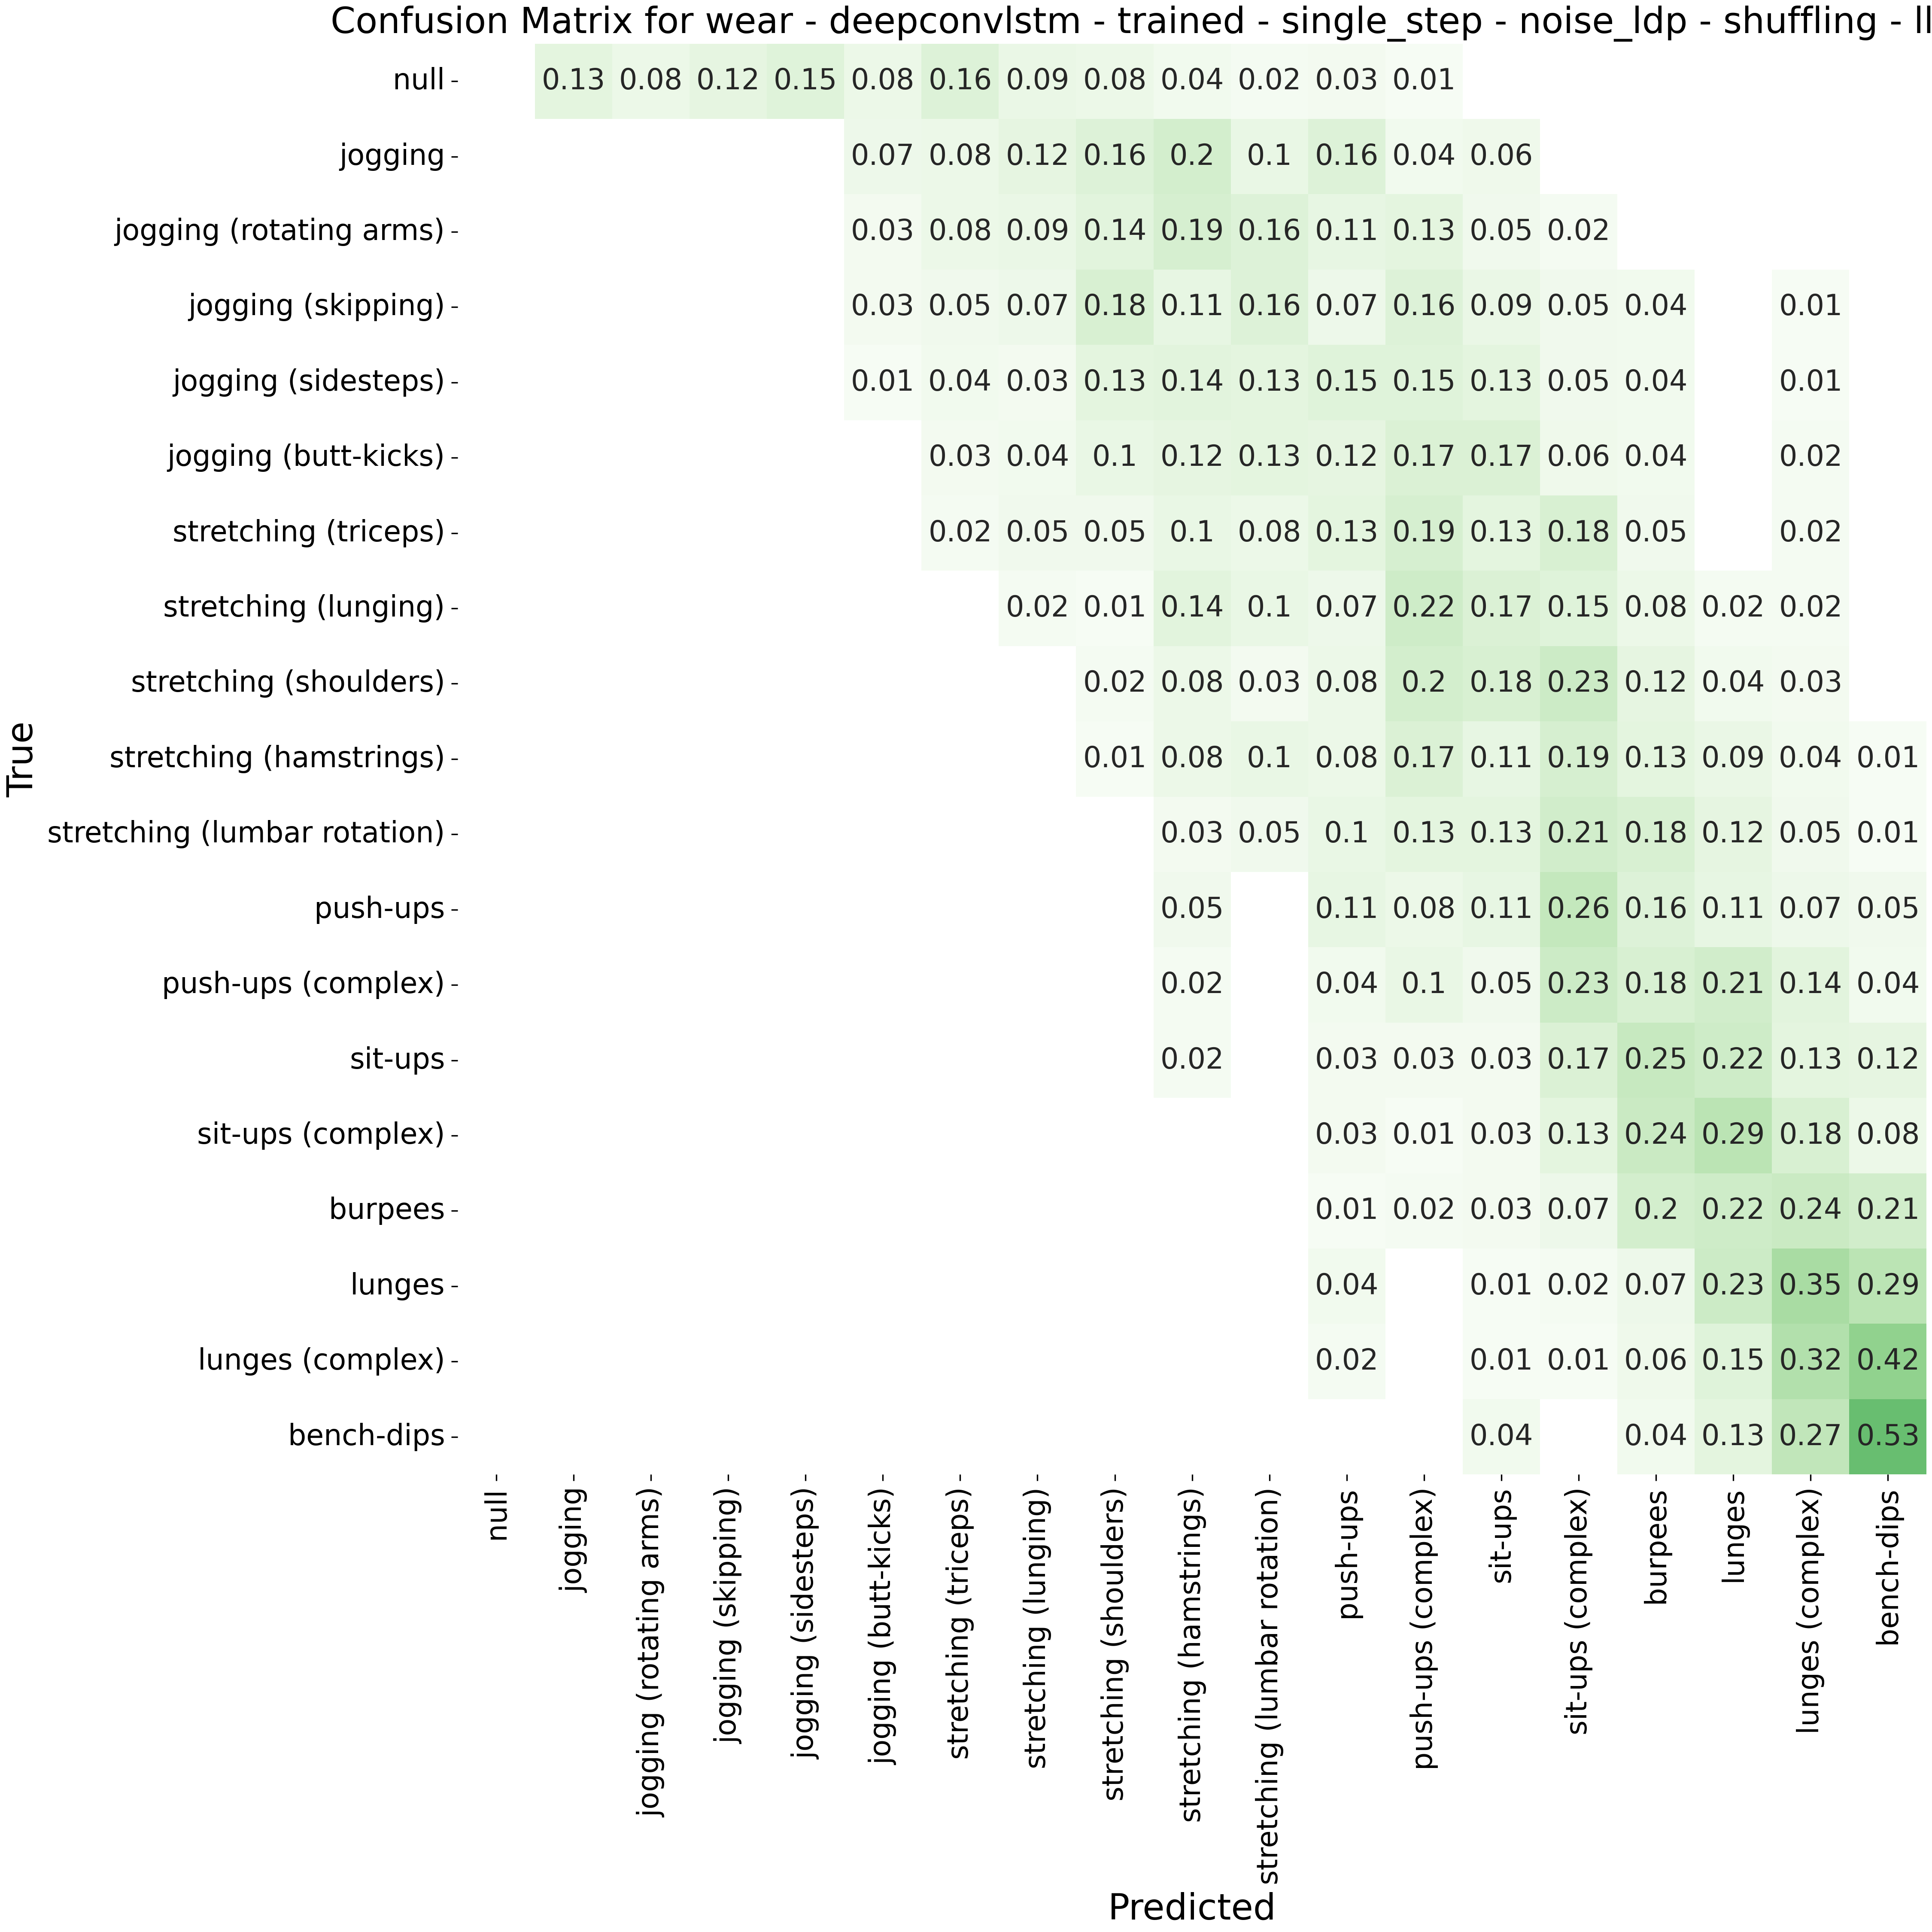 Confusion Matrix for wear - deepconvlstm - trained - single_step - noise_ldp - shuffling - ll
null 0.13 0.08 0.12 0.15 0.08 0.16 0.09 0.08 0.04 0.02 0.03 0.01
jogging 0.07 0.08 0.12 0.16 0.2 0.1 0.16 0.04 0.06
jogging (rotating arms) 0.03 0.08 0.09 0.14 0.19 0.16 0.11 0.13 0.05 0.02
jogging (skipping) 0.03 0.05 0.07 0.18 0.11 0.16 0.07 0.16 0.09 0.05 0.04 0.01
jogging (sidesteps) 0.01 0.04 0.03 0.13 0.14 0.13 0.15 0.15 0.13 0.05 0.04 0.01
jogging (butt-kicks) 0.03 0.04 0.1 0.12 0.13 0.12 0.17 0.17 0.06 0.04 0.02
stretching (triceps) 0.02 0.05 0.05 0.1 0.08 0.13 0.19 0.13 0.18 0.05 0.02
stretching (lunging) 0.02 0.01 0.14 0.1 0.07 0.22 0.17 0.15 0.08 0.02 0.02
stretching (shoulders) 0.02 0.08 0.03 0.08 0.2 0.18 0.23 0.12 0.04 0.03
stretching (hamstrings) 0.01 0.08 0.1 0.08 0.17 0.11 0.19 0.13 0.09 0.04 0.01
stretching (lumbar rotation) 0.03 0.05 0.1 0.13 0.13 0.21 0.18 0.12 0.05 0.01
push-ups 0.05 0.11 0.08 0.11 0.26 0.16 0.11 0.07 0.05
push-ups (complex) 0.02 0.04 0.1 0.05 0.23 0.18 0.21 0.14 0.04
sit-ups 0.02 0.03 0.03 0.03 0.17 0.25 0.22 0.13 0.12
sit-ups (complex) 0.03 0.01 0.03 0.13 0.24 0.29 0.18 0.08
burpees 0.01 0.02 0.03 0.07 0.2 0.22 0.24 0.21
lunges 0.04 0.01 0.02 0.07 0.23 0.35 0.29
lunges (complex) 0.02 0.01 0.01 0.06 0.15 0.32 0.42
bench-dips 0.04 0.04 0.13 0.27 0.53
True
null
jogging
jogging (rotating arms)
jogging (skipping)
jogging (sidesteps)
jogging (butt-kicks)
stretching (triceps)
stretching (lunging)
stretching (shoulders)
stretching (hamstrings)
stretching (lumbar rotation)
push-ups
push-ups (complex)
sit-ups
sit-ups (complex)
burpees
lunges
lunges (complex)
bench-dips
Predicted